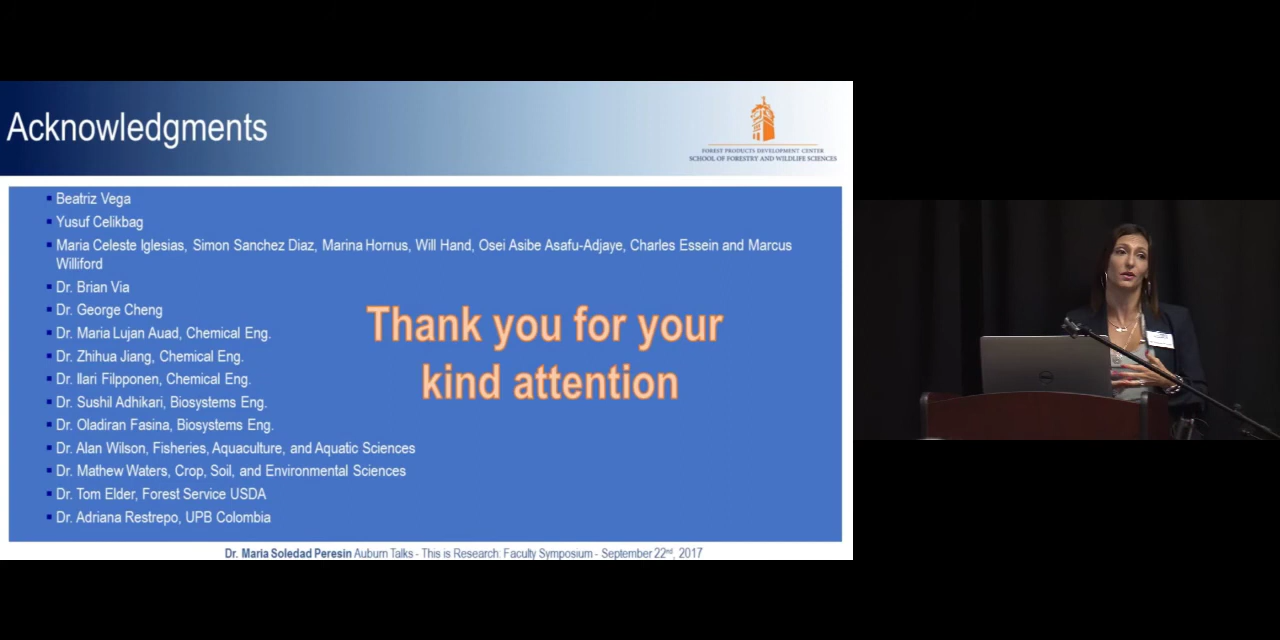 Acknowledgments
FOREST PRODUCTS DEVELOPMENT CENTER
SCHOOL OF FORESTRY AND WILDLIFE SCIENCES
Beatriz Vega
Yusuf Celikbag
Maria Celeste Iglesias, Simon Sanchez Diaz, Marina Hornus, Will Hand, Osei Asibe Asafu-Adjaye, Charles Essein and Marcus
Williford
Dr. Brian Via
Dr. George Cheng
Dr. Maria Lujan Auad, Chemical Eng.
Dr. Zhihua Jiang, Chemical Eng.
Dr. Ilari Filpponen, Chemical Eng.
Dr. Sushil Adhikari, Biosystems Eng.
Dr. Oladiran Fasina, Biosystems Eng.
Dr. Alan Wilson, Fisheries, Aquaculture, and Aquatic Sciences
Dr. Mathew Waters, Crop, Soil, and Environmental Sciences
Dr. Tom Elder, Forest Service USDA
Dr. Adriana Restrepo, UPB Colombia
Thank you for your
kind attention
Dr. Maria Soledad Peresin Auburn Talks - This is Research: Faculty Symposium - September 22nd, 2017